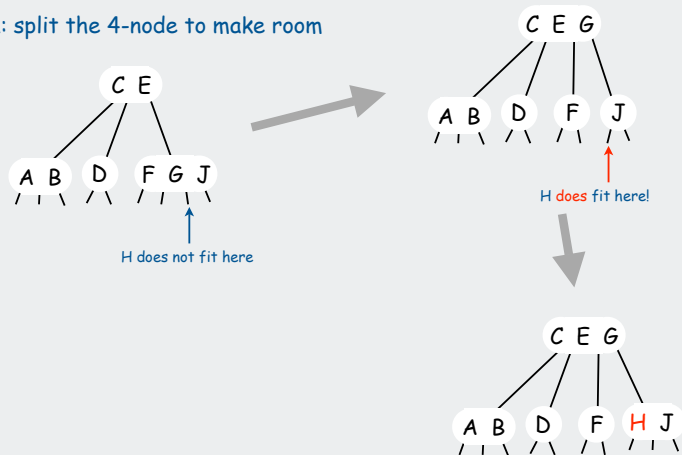 : split the 4-node to make room
C E
A B
D
F G J
H does not fit here
C E G
A B
D
F
J
H does fit here!
C E G
A B
D
F
H J